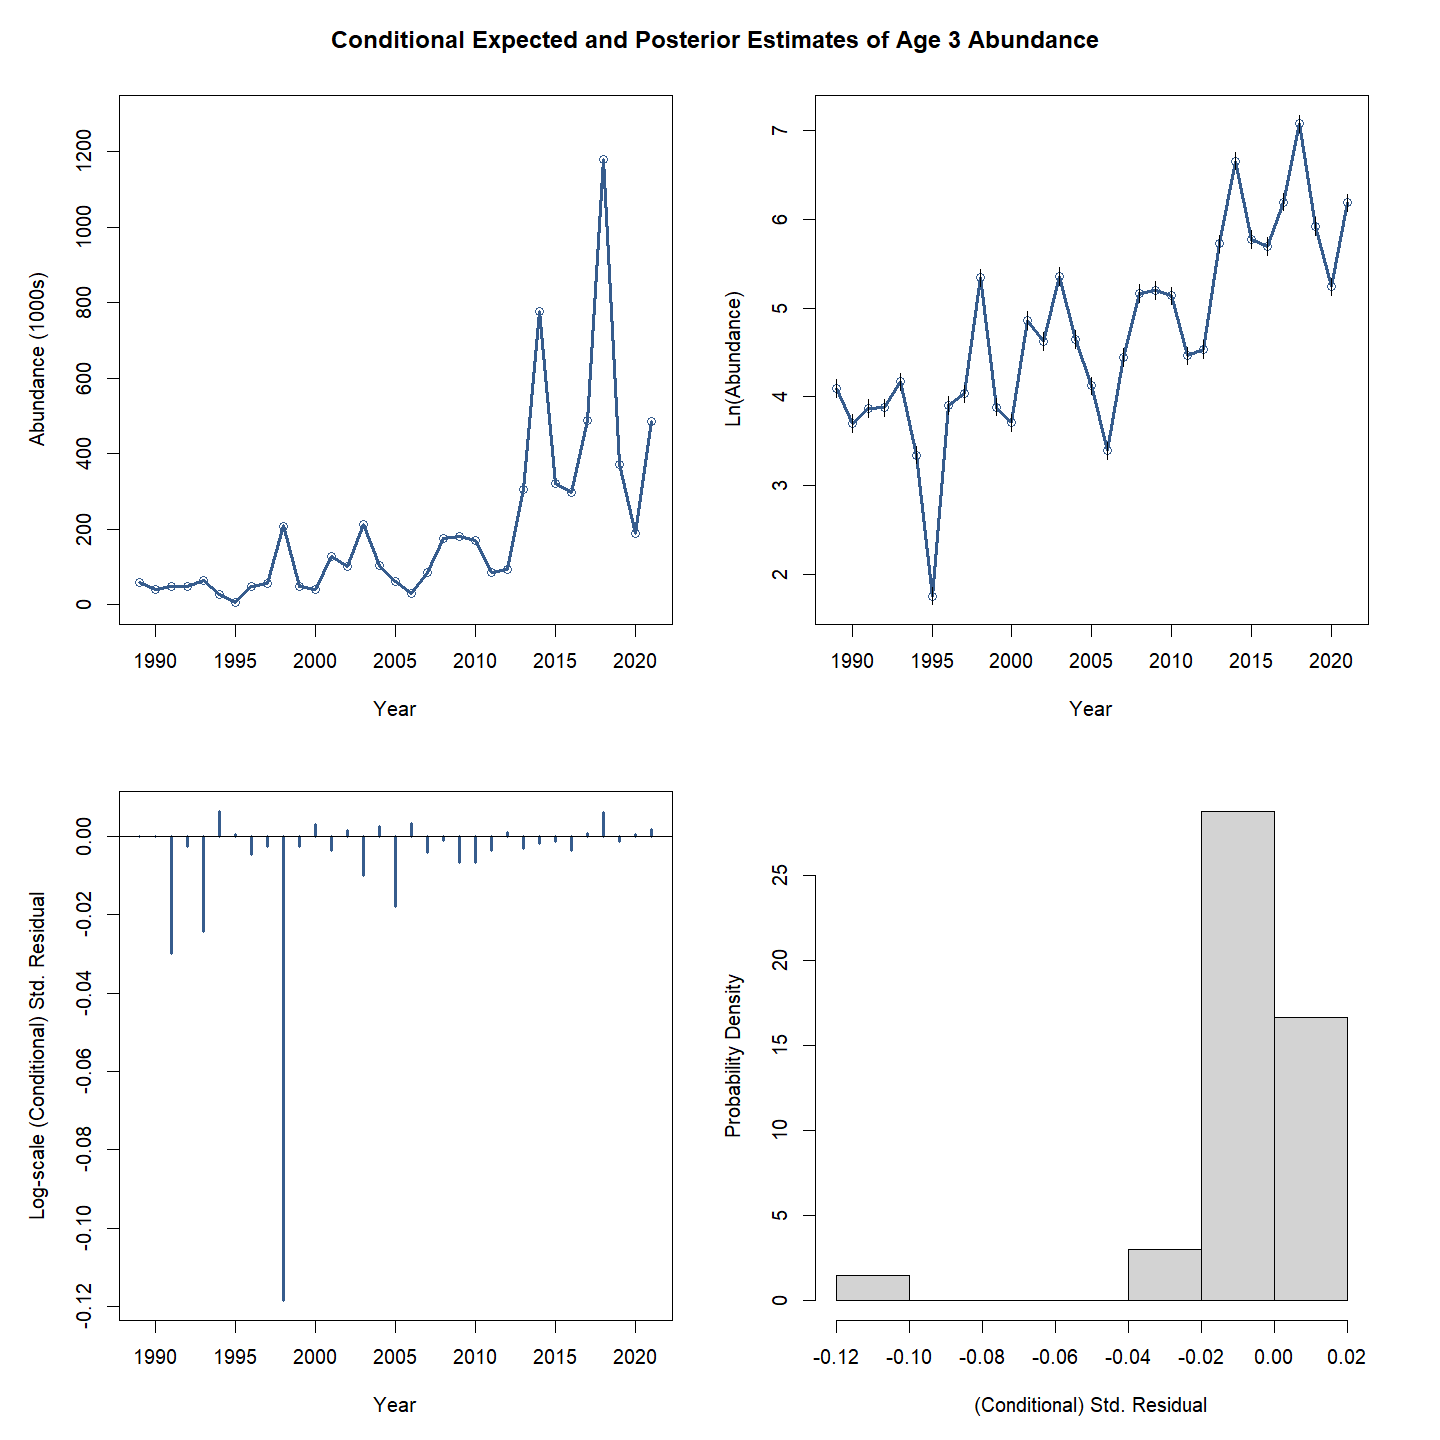 Conditional Expected and Posterior Estimates of Age 3 Abundance
Abundance (1000s)
1200
1000
800
600
400
200
0
1990 1995 2000 2005 2010 2015 2020
Year
Ln(Abundance)
7
6
5
4
3
2
1990 1995 2000 2005 2010 2015 2020
Year
Log-scale (Conditional) Std. Residual
0.00
-0.02
-0.04
-0.06
-0.08
-0.10
-0.12
1990 1995 2000 2005 2010 2015 2020
Year
Probability Density
25
20
15
10
5
0
-0.12 -0.10 -0.08 -0.06 -0.04 -0.02 0.00 0.02
(Conditional) Std. Residual